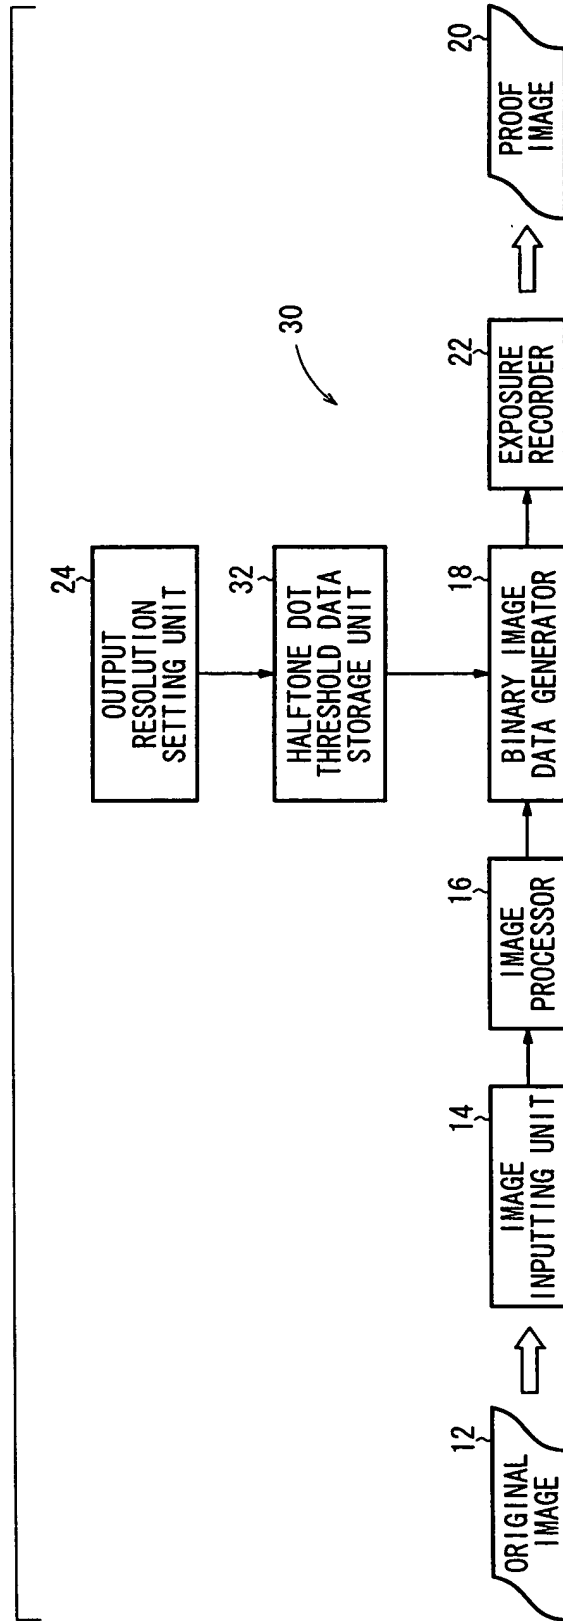 30
24
OUTPUT
RESOLUTION
SETTING UNIT
32
HALFTONE DOT
THRESHOLD DATA
STORAGE UNIT
12
ORIGINAL
IMAGE
14
IMAGE
INPUTTING UNIT
16
IMAGE
PROCESSOR
18
BINARY IMAGE
DATA GENERATOR
22
EXPOSURE
RECORDER
20
PROOF
IMAGE